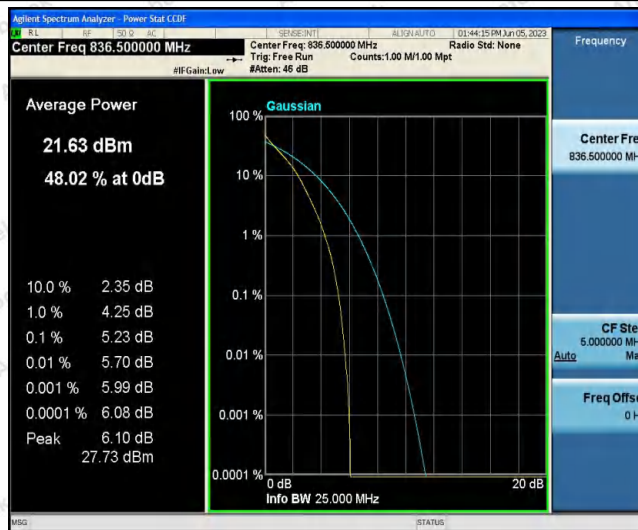 Agilent Spectrum Analyzer - Power Stat CCDF
RL RF 50 Ω AC SENSE:INT ALIGN AUTO 01:44:15 PM Jun 05, 2023
Center Freq 836.500000 MHz
Center Freq: 836.500000 MHz Radio Std: None
Trig: Free Run Counts:1.00 M/1.00 Mpt
#IFGain:Low #Atten: 46 dB
Frequency
Average Power
21.63 dBm
48.02 % at 0dB
10.0 % 2.35 dB
1.0 % 4.25 dB
0.1 % 5.23 dB
0.01 % 5.70 dB
0.001 % 5.99 dB
0.0001 % 6.08 dB
Peak 6.10 dB
27.73 dBm
Gaussian
100 %
10 %
1 %
0.1 %
0.01 %
0.001 %
0.0001 %
0 dB 20 dB
Info BW 25.000 MHz
Center Fre
836.500000 MH
CF Ste
5.000000 MH
Auto Ma
Freq Offse
0 H
MSG STATUS